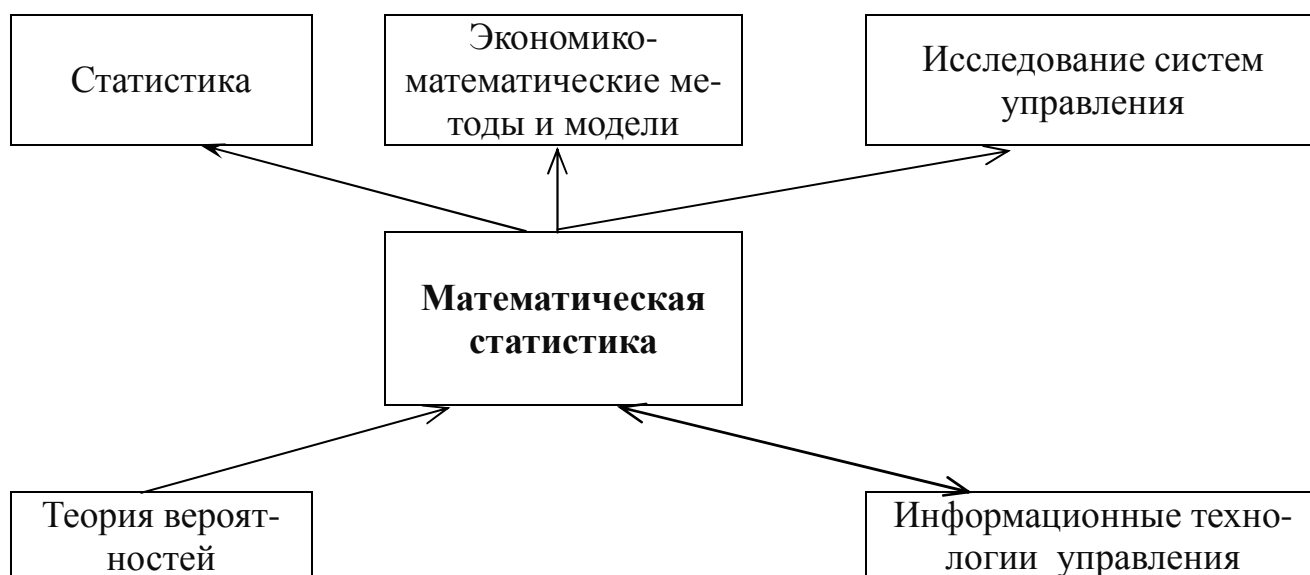 Статистика
Экономико-
математические ме-
тоды и модели
Исследование систем
управления
Математическая
статистика
Теория вероят-
ностей
Информационные техно-
логии управления